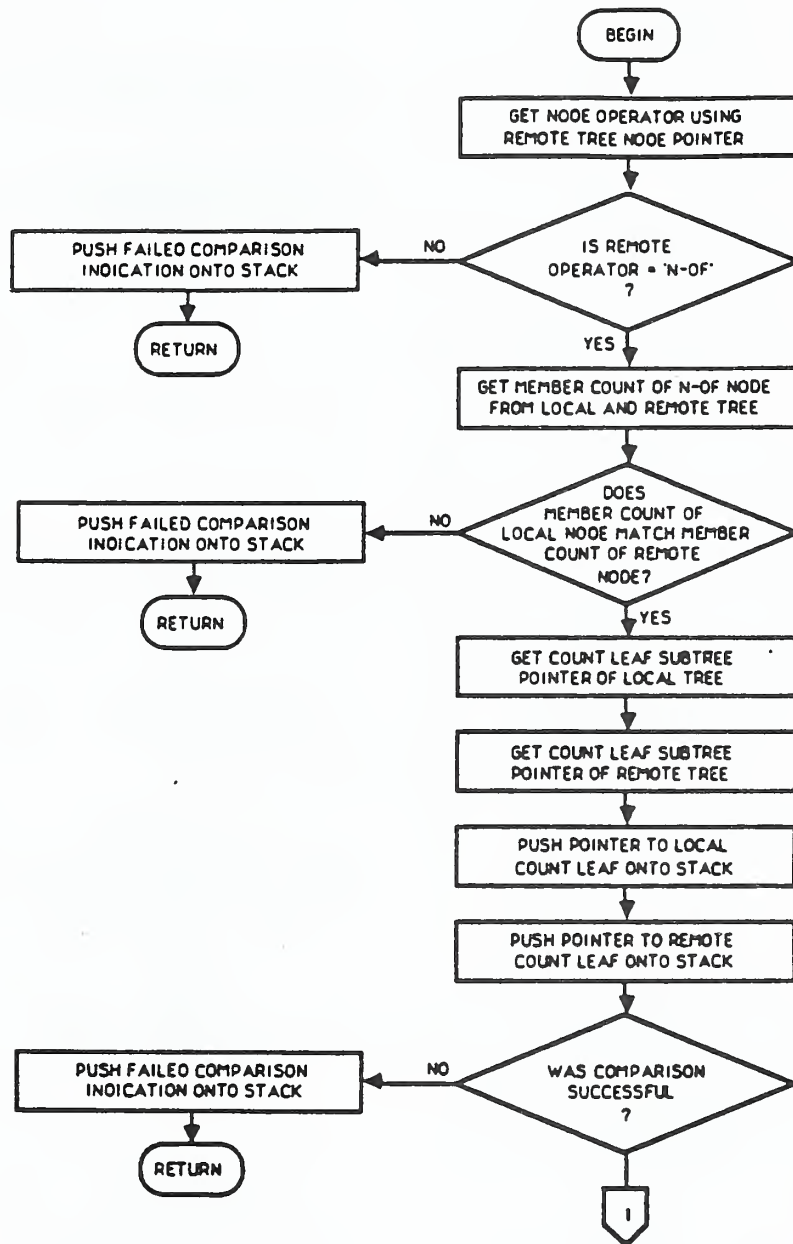 BEGIN
GET NODE OPERATOR USING
REMOTE TREE NODE POINTER
IS REMOTE
OPERATOR = 'N-OF'
?
NO
PUSH FAILED COMPARISON
INDICATION ONTO STACK
RETURN
YES
GET MEMBER COUNT OF N-OF NODE
FROM LOCAL AND REMOTE TREE
DOES
MEMBER COUNT OF
LOCAL NODE MATCH MEMBER
COUNT OF REMOTE
NODE?
NO
PUSH FAILED COMPARISON
INDICATION ONTO STACK
RETURN
YES
GET COUNT LEAF SUBTREE
POINTER OF LOCAL TREE
GET COUNT LEAF SUBTREE
POINTER OF REMOTE TREE
PUSH POINTER TO LOCAL
COUNT LEAF ONTO STACK
PUSH POINTER TO REMOTE
COUNT LEAF ONTO STACK
WAS COMPARISON
SUCCESSFUL
?
NO
PUSH FAILED COMPARISON
INDICATION ONTO STACK
RETURN
1